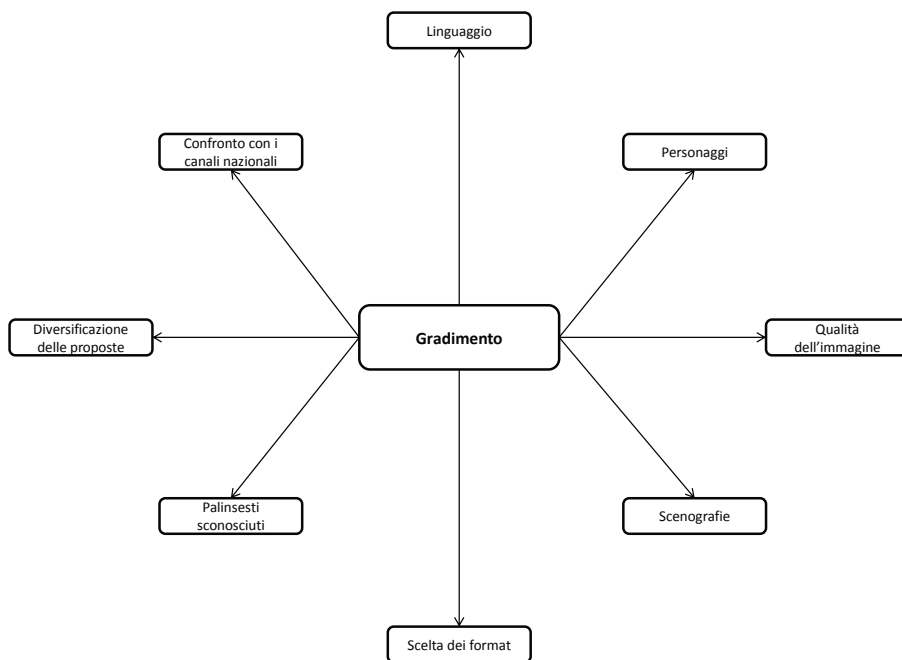 Linguaggio
Confronto con i
canali nazionali
Personaggi
Gradimento
Diversificazione
delle proposte
Qualità
dell’immagine
Palinsesti
sconosciuti
Scenografie
Scelta dei format